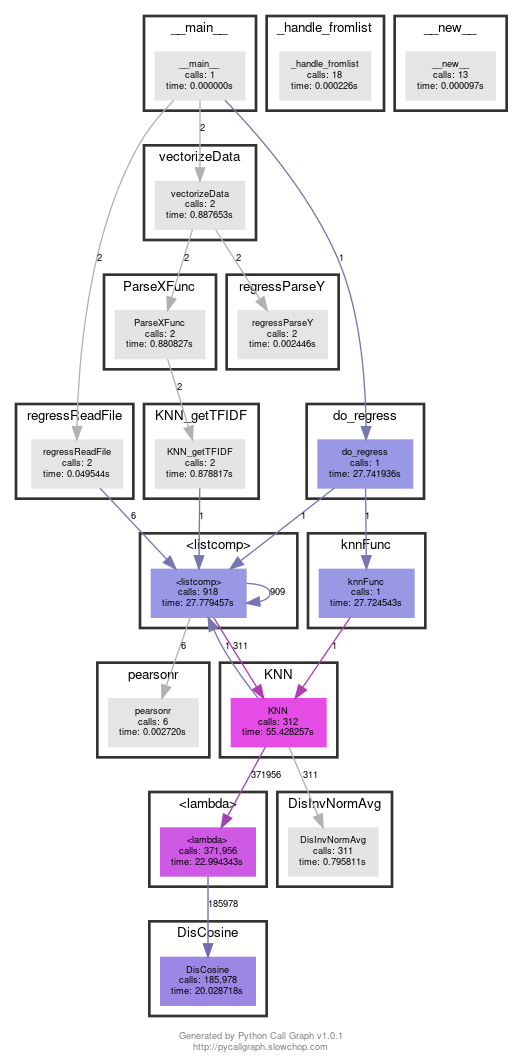 __main__
__main__
calls: 1
time: 0.000000s
_handle_fromlist
_handle_fromlist
calls: 18
time: 0.000226s
__new__
__new__
calls: 13
time: 0.000097s
2
vectorizeData
vectorizeData
calls: 2
time: 0.887653s
2
2
2
1
ParseXFunc
ParseXFunc
calls: 2
time: 0.880827s
regressParseY
regressParseY
calls: 2
time: 0.002446s
2
regressReadFile
regressReadFile
calls: 2
time: 0.049544s
KNN_getTFIDF
KNN_getTFIDF
calls: 2
time: 0.878817s
do_regress
do_regress
calls: 1
time: 27.741936s
6
1
1
1
<listcomp>
<listcomp>
calls: 918
time: 27.779457s
909
knnFunc
knnFunc
calls: 1
time: 27.724543s
6
1
311
1
pearsonr
pearsonr
calls: 6
time: 0.002720s
KNN
KNN
calls: 312
time: 55.428257s
371956
311
<lambda>
<lambda>
calls: 371,956
time: 22.994343s
DisInvNormAvg
DisInvNormAvg
calls: 311
time: 0.795811s
185978
DisCosine
DisCosine
calls: 185,978
time: 20.028718s
Generated by Python Call Graph v1.0.1
http://pycallgraph.slowchop.com